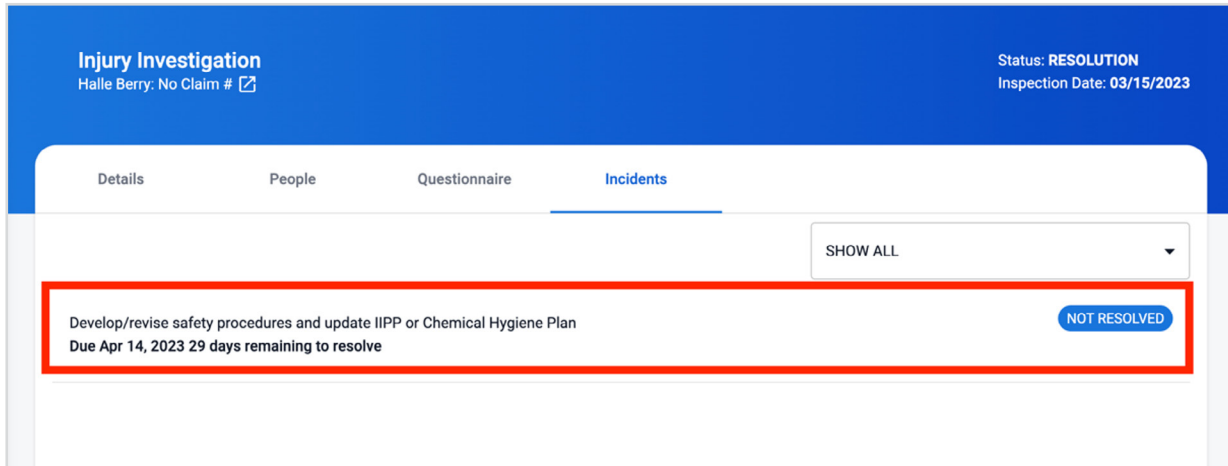 Injury Investigation
Halle Berry: No Claim #
Status: RESOLUTION
Inspection Date: 03/15/2023
Details
People
Questionnaire
Incidents
SHOW ALL
Develop/revise safety procedures and update IIPP or Chemical Hygiene Plan
NOT RESOLVED
Due Apr 14, 2023 29 days remaining to resolve